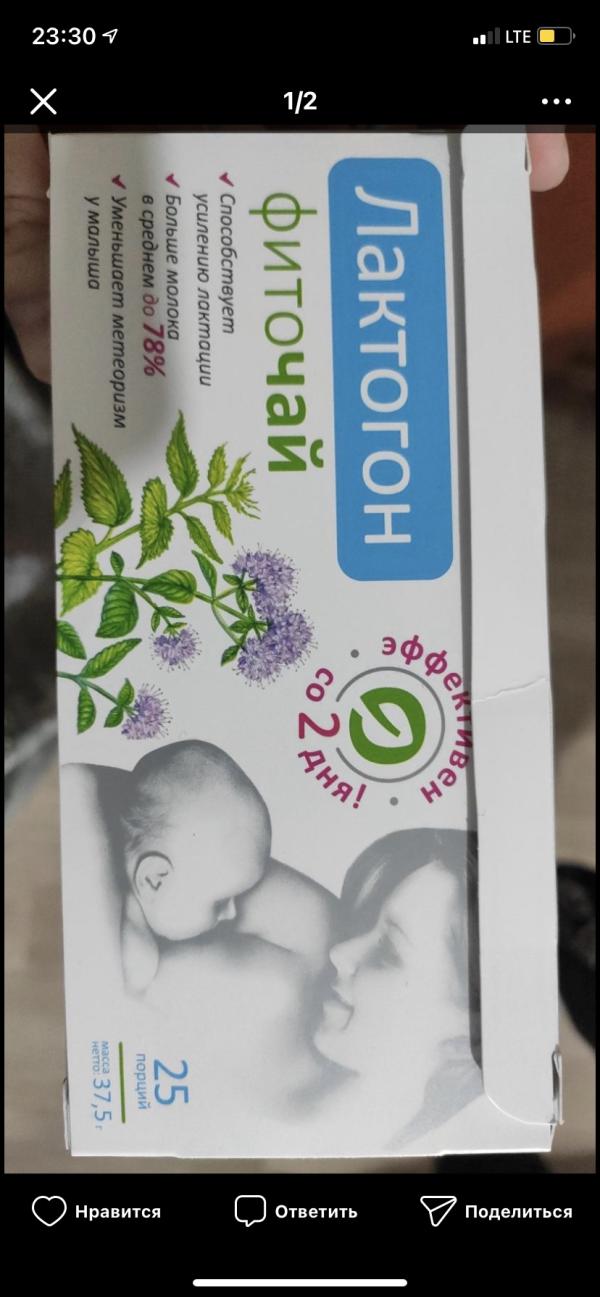 23:30
LTE
1/2
Лактогон
фиточай
✓ Способствует
усилению лактации
✓ Больше молока
в среднем до 78%
✓ Уменьшает метеоризм
у малыша
эффективен
со 2 дня!
25
порций
масса
нетто: 37,5 г
Нравится
Ответить
Поделиться